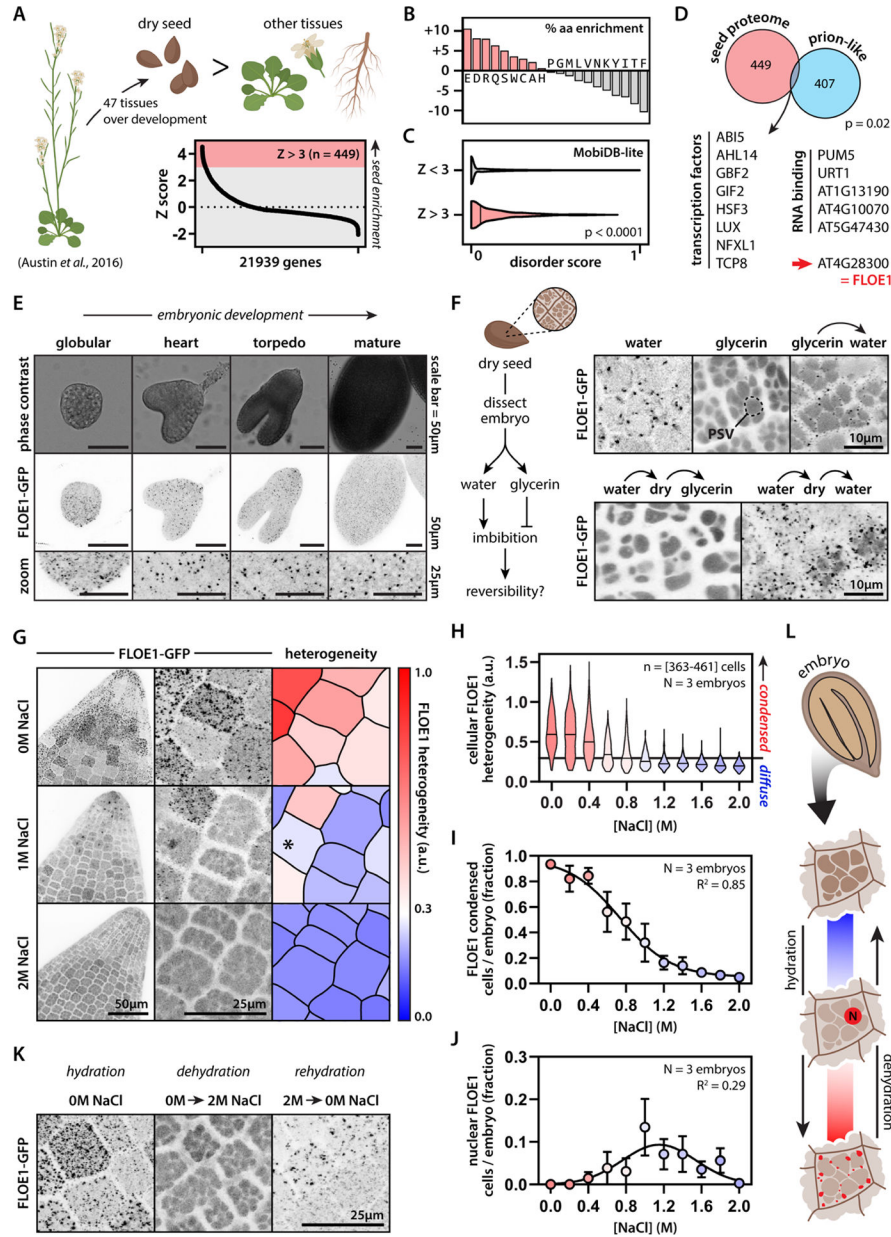 A
dry seed
other tissues
>
47 tissues
over development
Z > 3 (n = 449)
seed enrichment
Z score
4
2
0
-2
21939 genes
(Austin et al., 2016)
B
% aa enrichment
+10
+5
0
-5
-10
PGMLVNKYITF
EDRQSWCAH
C
MobiDB-lite
Z < 3
Z > 3
p < 0.0001
0
1
disorder score
D
seed proteome
prion-like
449
407
p = 0.02
transcription factors
ABI5
AHL14
GBF2
GIF2
HSF3
LUX
NFXL1
TCP8
RNA binding
PUM5
URT1
AT1G13190
AT4G10070
AT5G47430
AT4G28300
= FLOE1
E
embryonic development
globular
heart
torpedo
mature
phase contrast
scale bar = 50µm
FLOE1-GFP
50µm
zoom
25µm
F
dry seed
dissect
embryo
water
glycerin
imbibition
reversibility?
water
glycerin
glycerin water
FLOE1-GFP
PSV
10µm
water dry glycerin
water dry water
FLOE1-GFP
10µm
G
FLOE1-GFP
heterogeneity
0M NaCl
1M NaCl
2M NaCl
*
50µm
25µm
1.0
0.3
0.0
FLOE1 heterogeneity (a.u.)
H
n = [363-461] cells
N = 3 embryos
cellular FLOE1
heterogeneity (a.u.)
1.5
1.0
0.5
0.0
condensed
diffuse
0.0 0.4 0.8 1.2 1.6 2.0
[NaCl] (M)
I
N = 3 embryos
R² = 0.85
FLOE1 condensed
cells / embryo (fraction)
1.0
0.8
0.6
0.4
0.2
0.0
0.0 0.4 0.8 1.2 1.6 2.0
[NaCl] (M)
J
N = 3 embryos
R² = 0.29
nuclear FLOE1
cells / embryo (fraction)
0.3
0.2
0.1
0.0
0.0 0.4 0.8 1.2 1.6 2.0
[NaCl] (M)
K
hydration
dehydration
rehydration
0M NaCl
0M → 2M NaCl
2M → 0M NaCl
FLOE1-GFP
25µm
L
embryo
hydration
N
dehydration